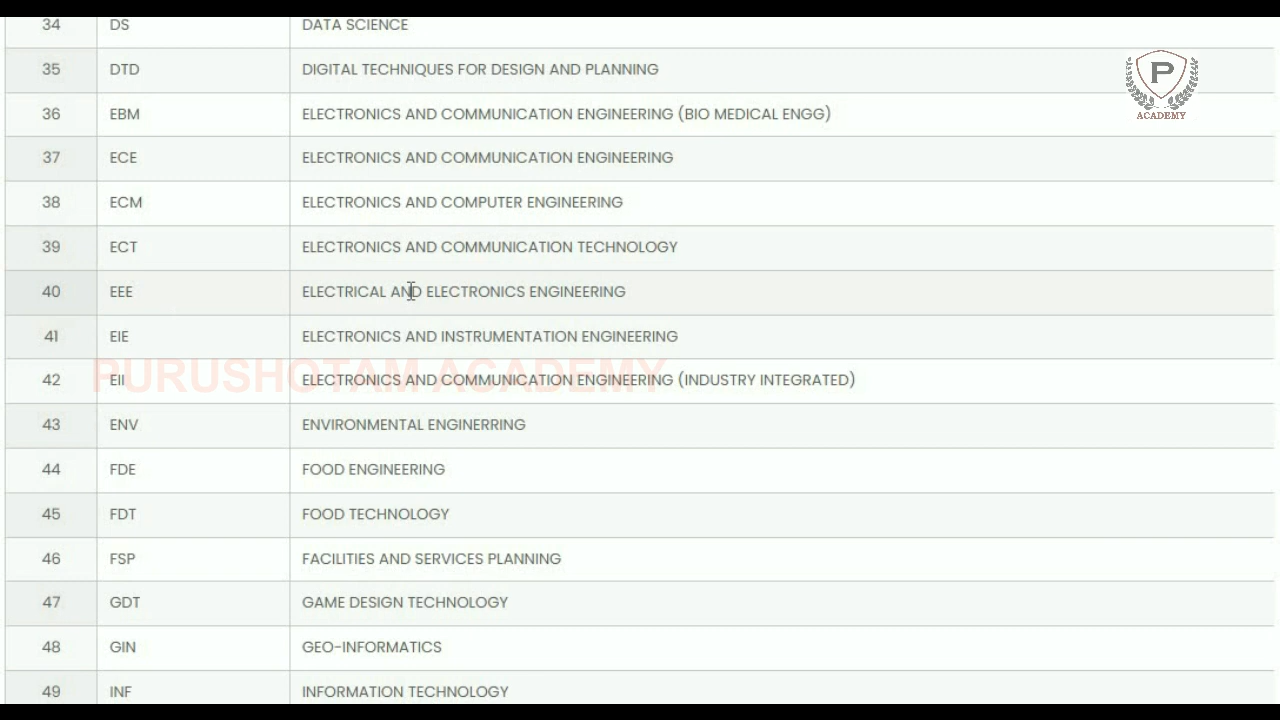 34 DS DATA SCIENCE
35 DTD DIGITAL TECHNIQUES FOR DESIGN AND PLANNING
P
ACADEMY
36 EBM ELECTRONICS AND COMMUNICATION ENGINEERING (BIO MEDICAL ENGG)
37 ECE ELECTRONICS AND COMMUNICATION ENGINEERING
38 ECM ELECTRONICS AND COMPUTER ENGINEERING
39 ECT ELECTRONICS AND COMMUNICATION TECHNOLOGY
40 EEE ELECTRICAL AND ELECTRONICS ENGINEERING
41 EIE ELECTRONICS AND INSTRUMENTATION ENGINEERING
PURUSHOTAM ACADEMY
42 EII ELECTRONICS AND COMMUNICATION ENGINEERING (INDUSTRY INTEGRATED)
43 ENV ENVIRONMENTAL ENGINERRING
44 FDE FOOD ENGINEERING
45 FDT FOOD TECHNOLOGY
46 FSP FACILITIES AND SERVICES PLANNING
47 GDT GAME DESIGN TECHNOLOGY
48 GIN GEO-INFORMATICS
49 INF INFORMATION TECHNOLOGY